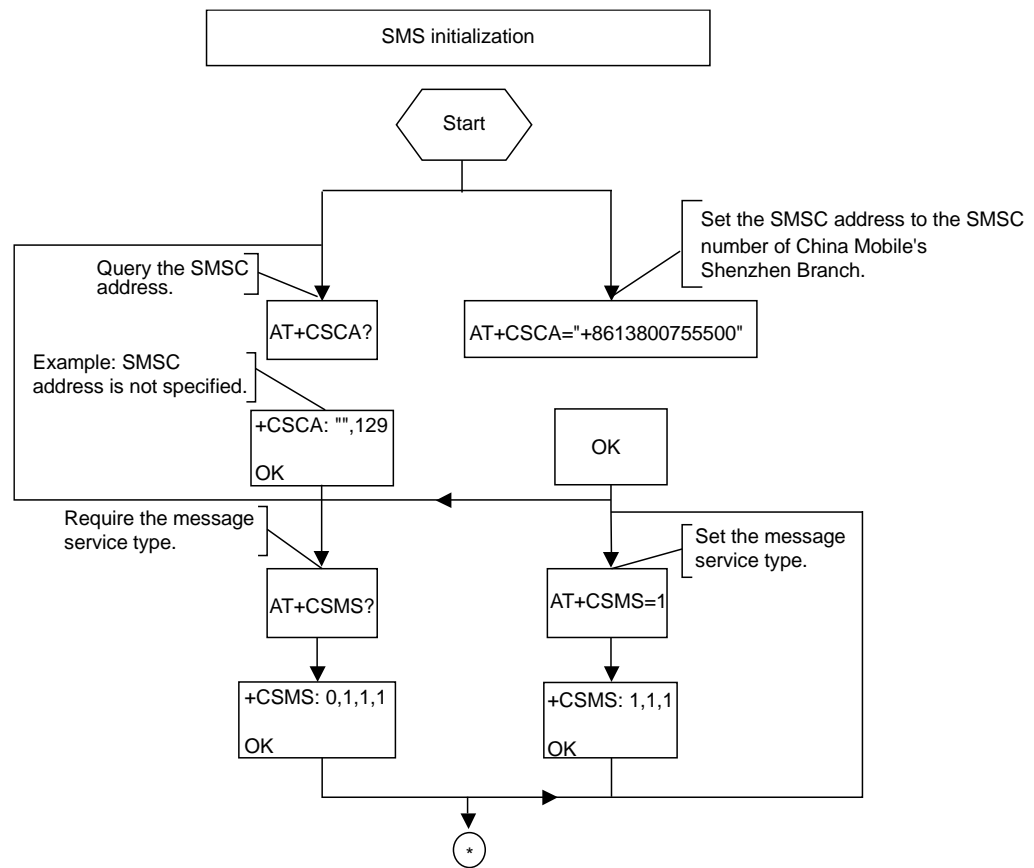 SMS initialization
Start
Set the SMSC address to the SMSC
number of China Mobile's
Shenzhen Branch.
Query the SMSC
address.
AT+CSCA?
AT+CSCA="+8613800755500"
Example: SMSC
address is not specified.
+CSCA: "",129
OK
OK
Require the message
service type.
Set the message
service type.
AT+CSMS?
AT+CSMS=1
+CSMS: 0,1,1,1
OK
+CSMS: 1,1,1
OK
*